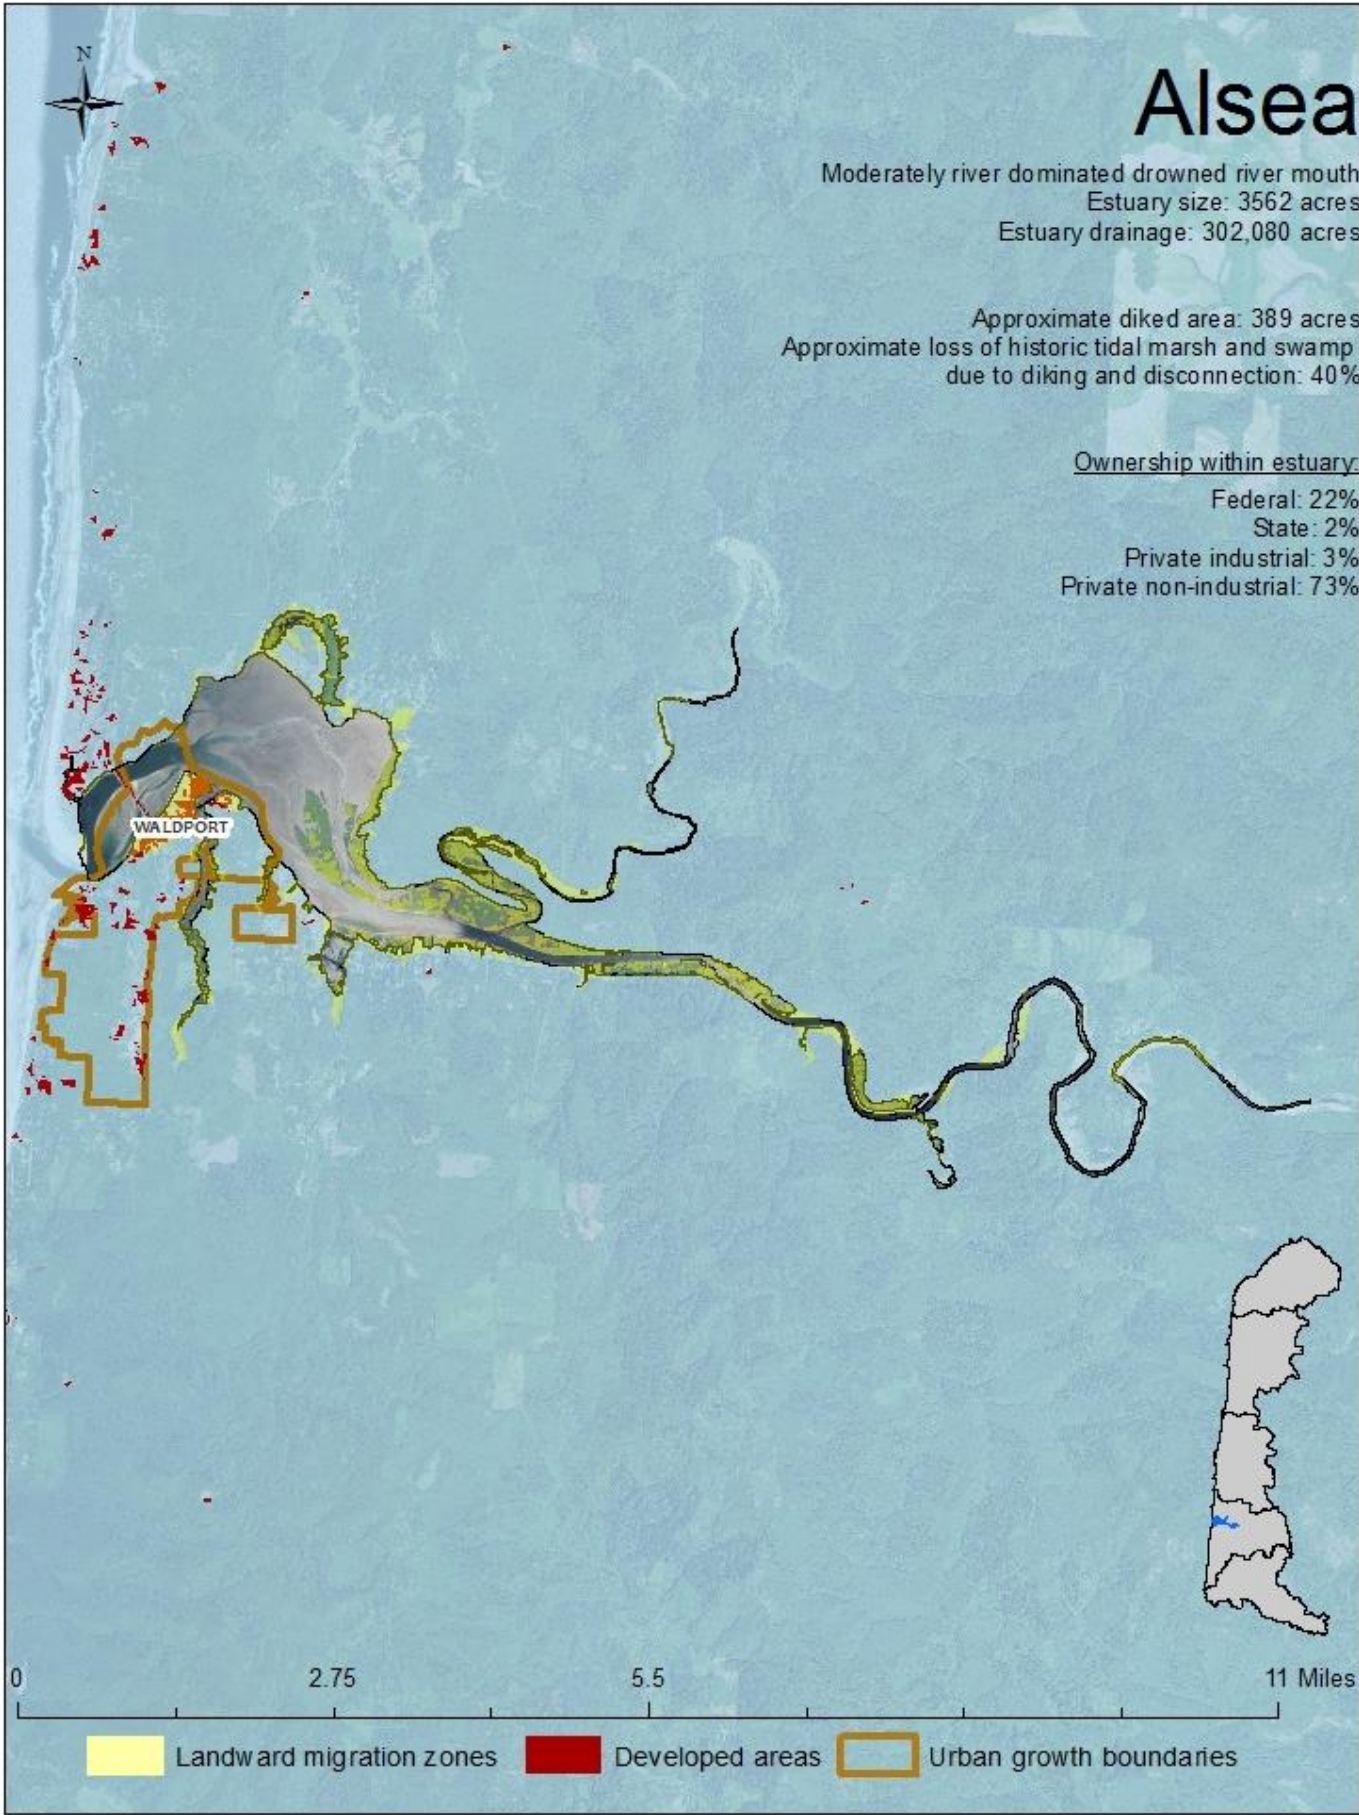 N
Alsea
Moderately river dominated drowned river mouth
Estuary size: 3562 acres
Estuary drainage: 302,080 acres
Approximate diked area: 389 acres
Approximate loss of historic tidal marsh and swamp
due to diking and disconnection: 40%
Ownership within estuary:
Federal: 22%
State: 2%
Private industrial: 3%
Private non-industrial: 73%
WALDPORT
0 2.75 5.5 11 Miles
Landward migration zones Developed areas Urban growth boundaries